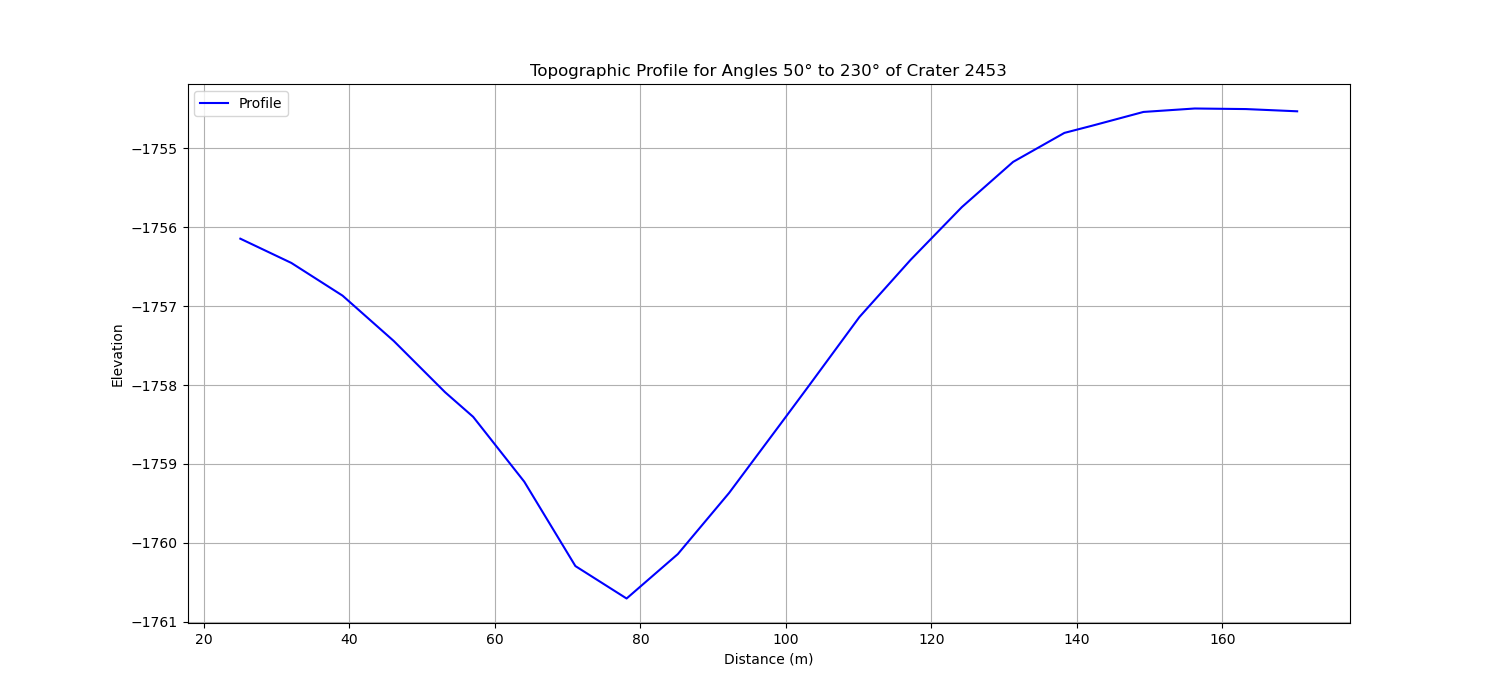 Topographic Profile for Angles 50° to 230° of Crater 2453
Profile
−1755
−1756
−1757
−1758
−1759
−1760
−1761
Elevation
20 40 60 80 100 120 140 160
Distance (m)